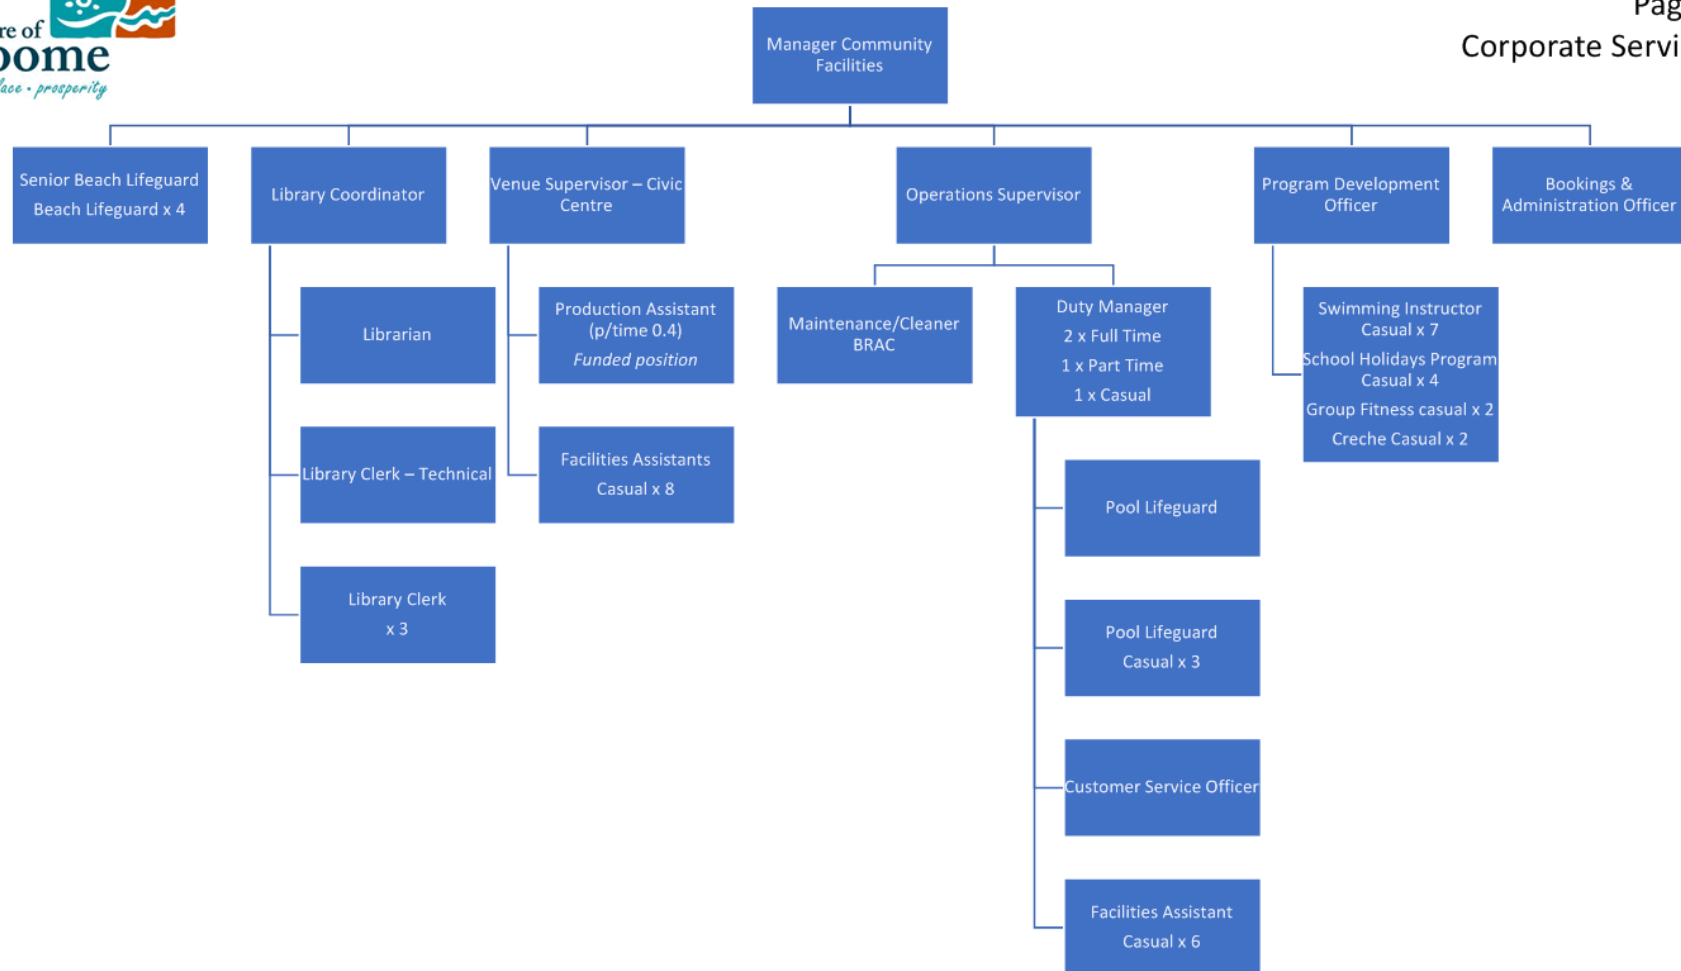 re of
oome
lace • prosperity
Pag
Corporate Servi
Manager Community
Facilities
Senior Beach Lifeguard
Beach Lifeguard x 4
Library Coordinator
Venue Supervisor – Civic
Centre
Operations Supervisor
Program Development
Officer
Bookings &
Administration Officer
Librarian
Library Clerk – Technical
Library Clerk
x 3
Production Assistant
(p/time 0.4)
Funded position
Facilities Assistants
Casual x 8
Maintenance/Cleaner
BRAC
Duty Manager
2 x Full Time
1 x Part Time
1 x Casual
Pool Lifeguard
Pool Lifeguard
Casual x 3
Customer Service Officer
Facilities Assistant
Casual x 6
Swimming Instructor
Casual x 7
School Holidays Program
Casual x 4
Group Fitness casual x 2
Creche Casual x 2